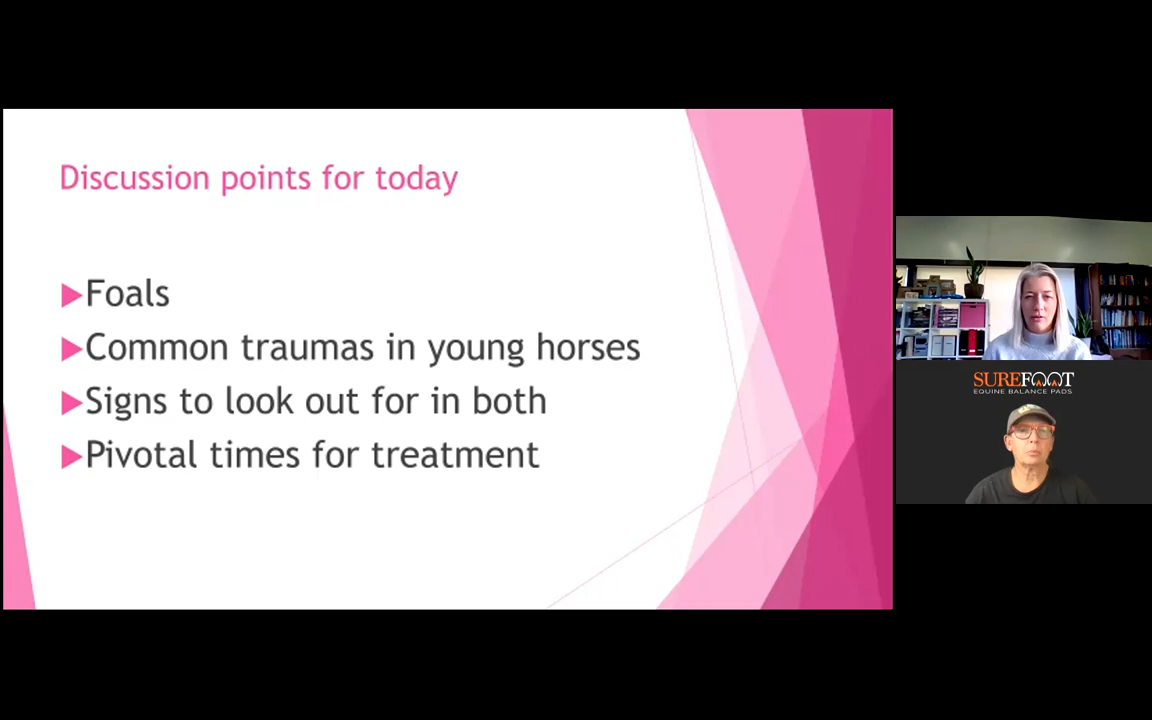 Discussion points for today
Foals
Common traumas in young horses
Signs to look out for in both
Pivotal times for treatment
SUREFOOT
EQUINE BALANCE PADS